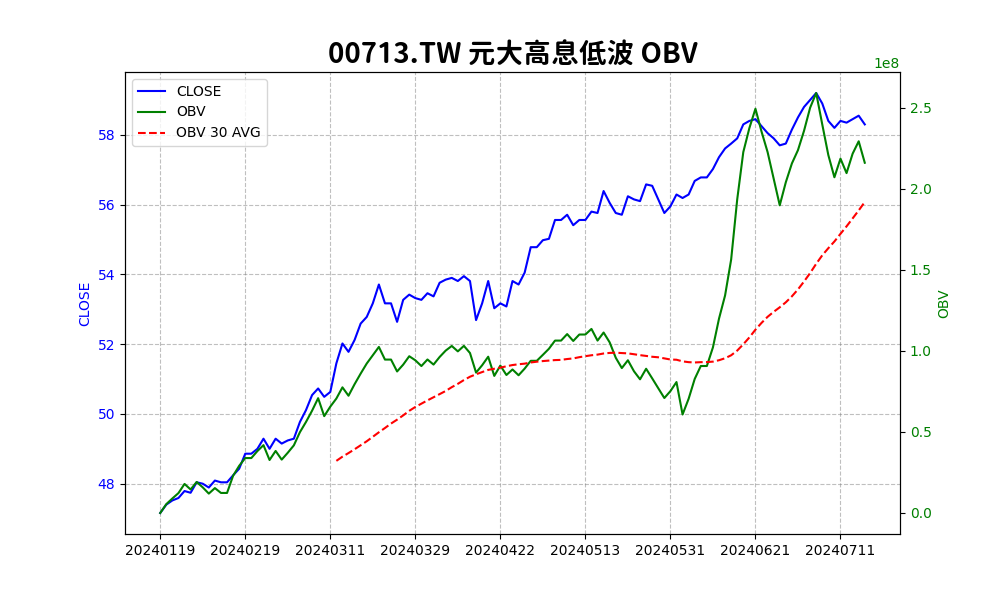 00713.TW 元大高息低波 OBV
1e8
CLOSE
OBV
OBV 30 AVG
58
56
54
52
50
48
CLOSE
2.5
2.0
1.5
1.0
0.5
0.0
OBV
20240119 20240219 20240311 20240329 20240422 20240513 20240531 20240621 20240711